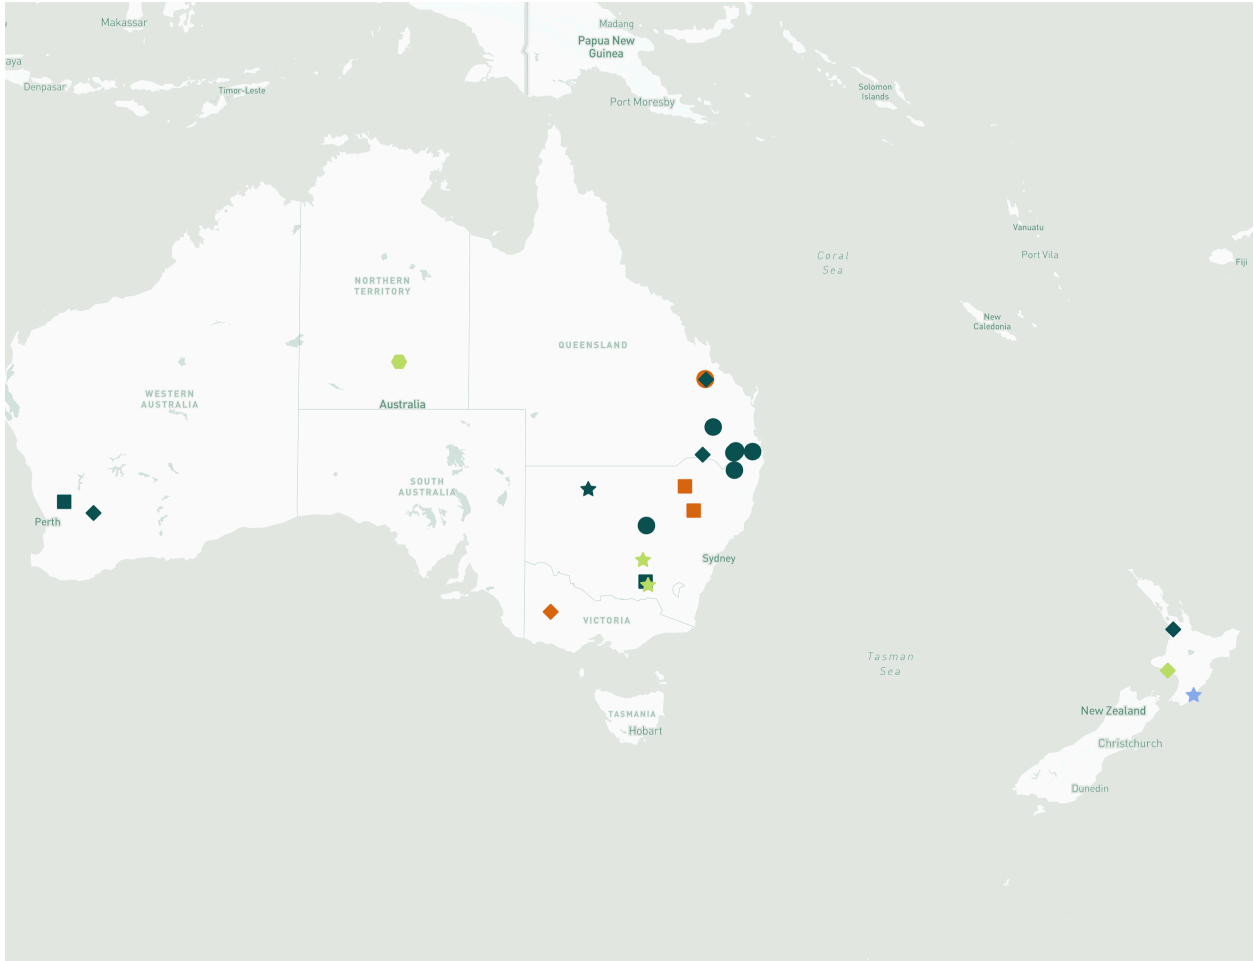 Makassar
Madang
Papua New
Guinea
aya
Denpasar
Timor-Leste
Port Moresby
Solomon
Islands
Vanuatu
Port Vila
Fiji
Coral
Sea
NORTHERN
TERRITORY
New
Caledonia
QUEENSLAND
WESTERN
AUSTRALIA
Australia
SOUTH
AUSTRALIA
Perth
Sydney
VICTORIA
Tasman
Sea
TASMANIA
Hobart
New Zealand
Christchurch
Dunedin